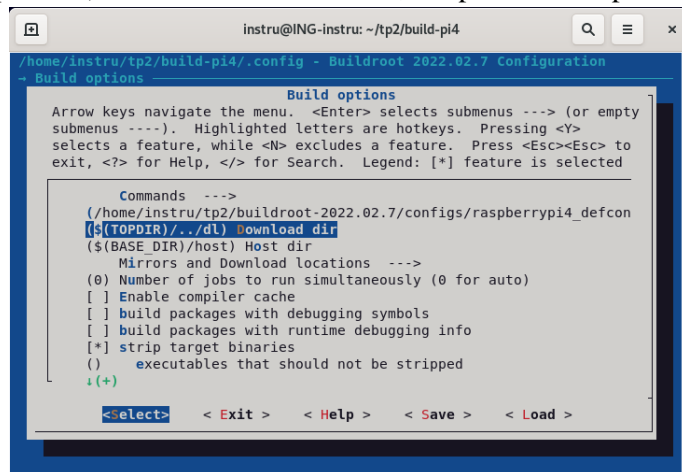 instru@ING-instru: ~/tp2/build-pi4
/home/instru/tp2/build-pi4/.config - Buildroot 2022.02.7 Configuration
→ Build options
Build options
Arrow keys navigate the menu.  <Enter> selects submenus ---> (or empty
submenus ----).  Highlighted letters are hotkeys.  Pressing <Y>
selects a feature, while <N> excludes a feature.  Press <Esc><Esc> to
exit, <?> for Help, </> for Search.  Legend: [*] feature is selected
Commands  --->
(/home/instru/tp2/buildroot-2022.02.7/configs/raspberrypi4_defcon
($(TOPDIR)/../dl) Download dir
($(BASE_DIR)/host) Host dir
Mirrors and Download locations  --->
(0) Number of jobs to run simultaneously (0 for auto)
[ ] Enable compiler cache
[ ] build packages with debugging symbols
[ ] build packages with runtime debugging info
[*] strip target binaries
()    executables that should not be stripped
↓(+)
<Select>    < Exit >    < Help >    < Save >    < Load >